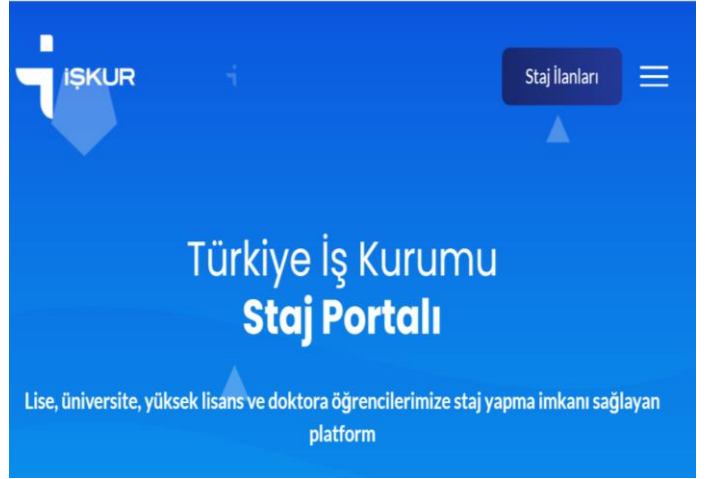 İŞKUR
Staj İlanları
Türkiye İş Kurumu
Staj Portalı
Lise, üniversite, yüksek lisans ve doktora öğrencilerimize staj yapma imkanı sağlayan
platform